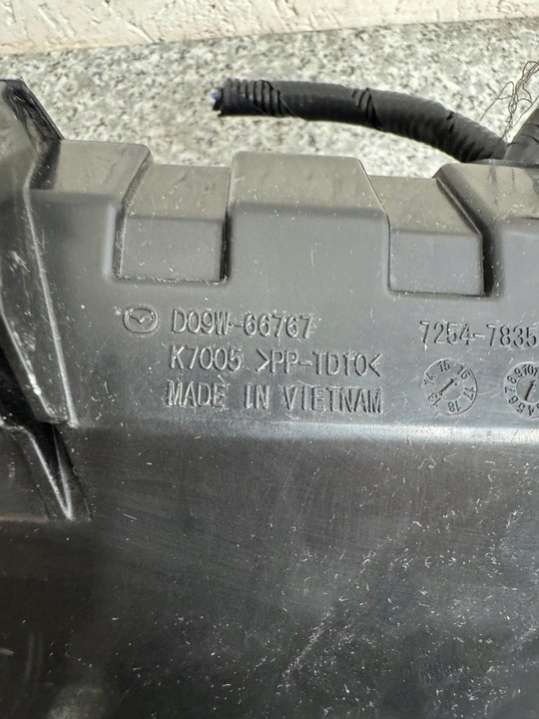 D09W-66767 7254-7835
K7005 >PP-TD10<
MADE IN VIETNAM